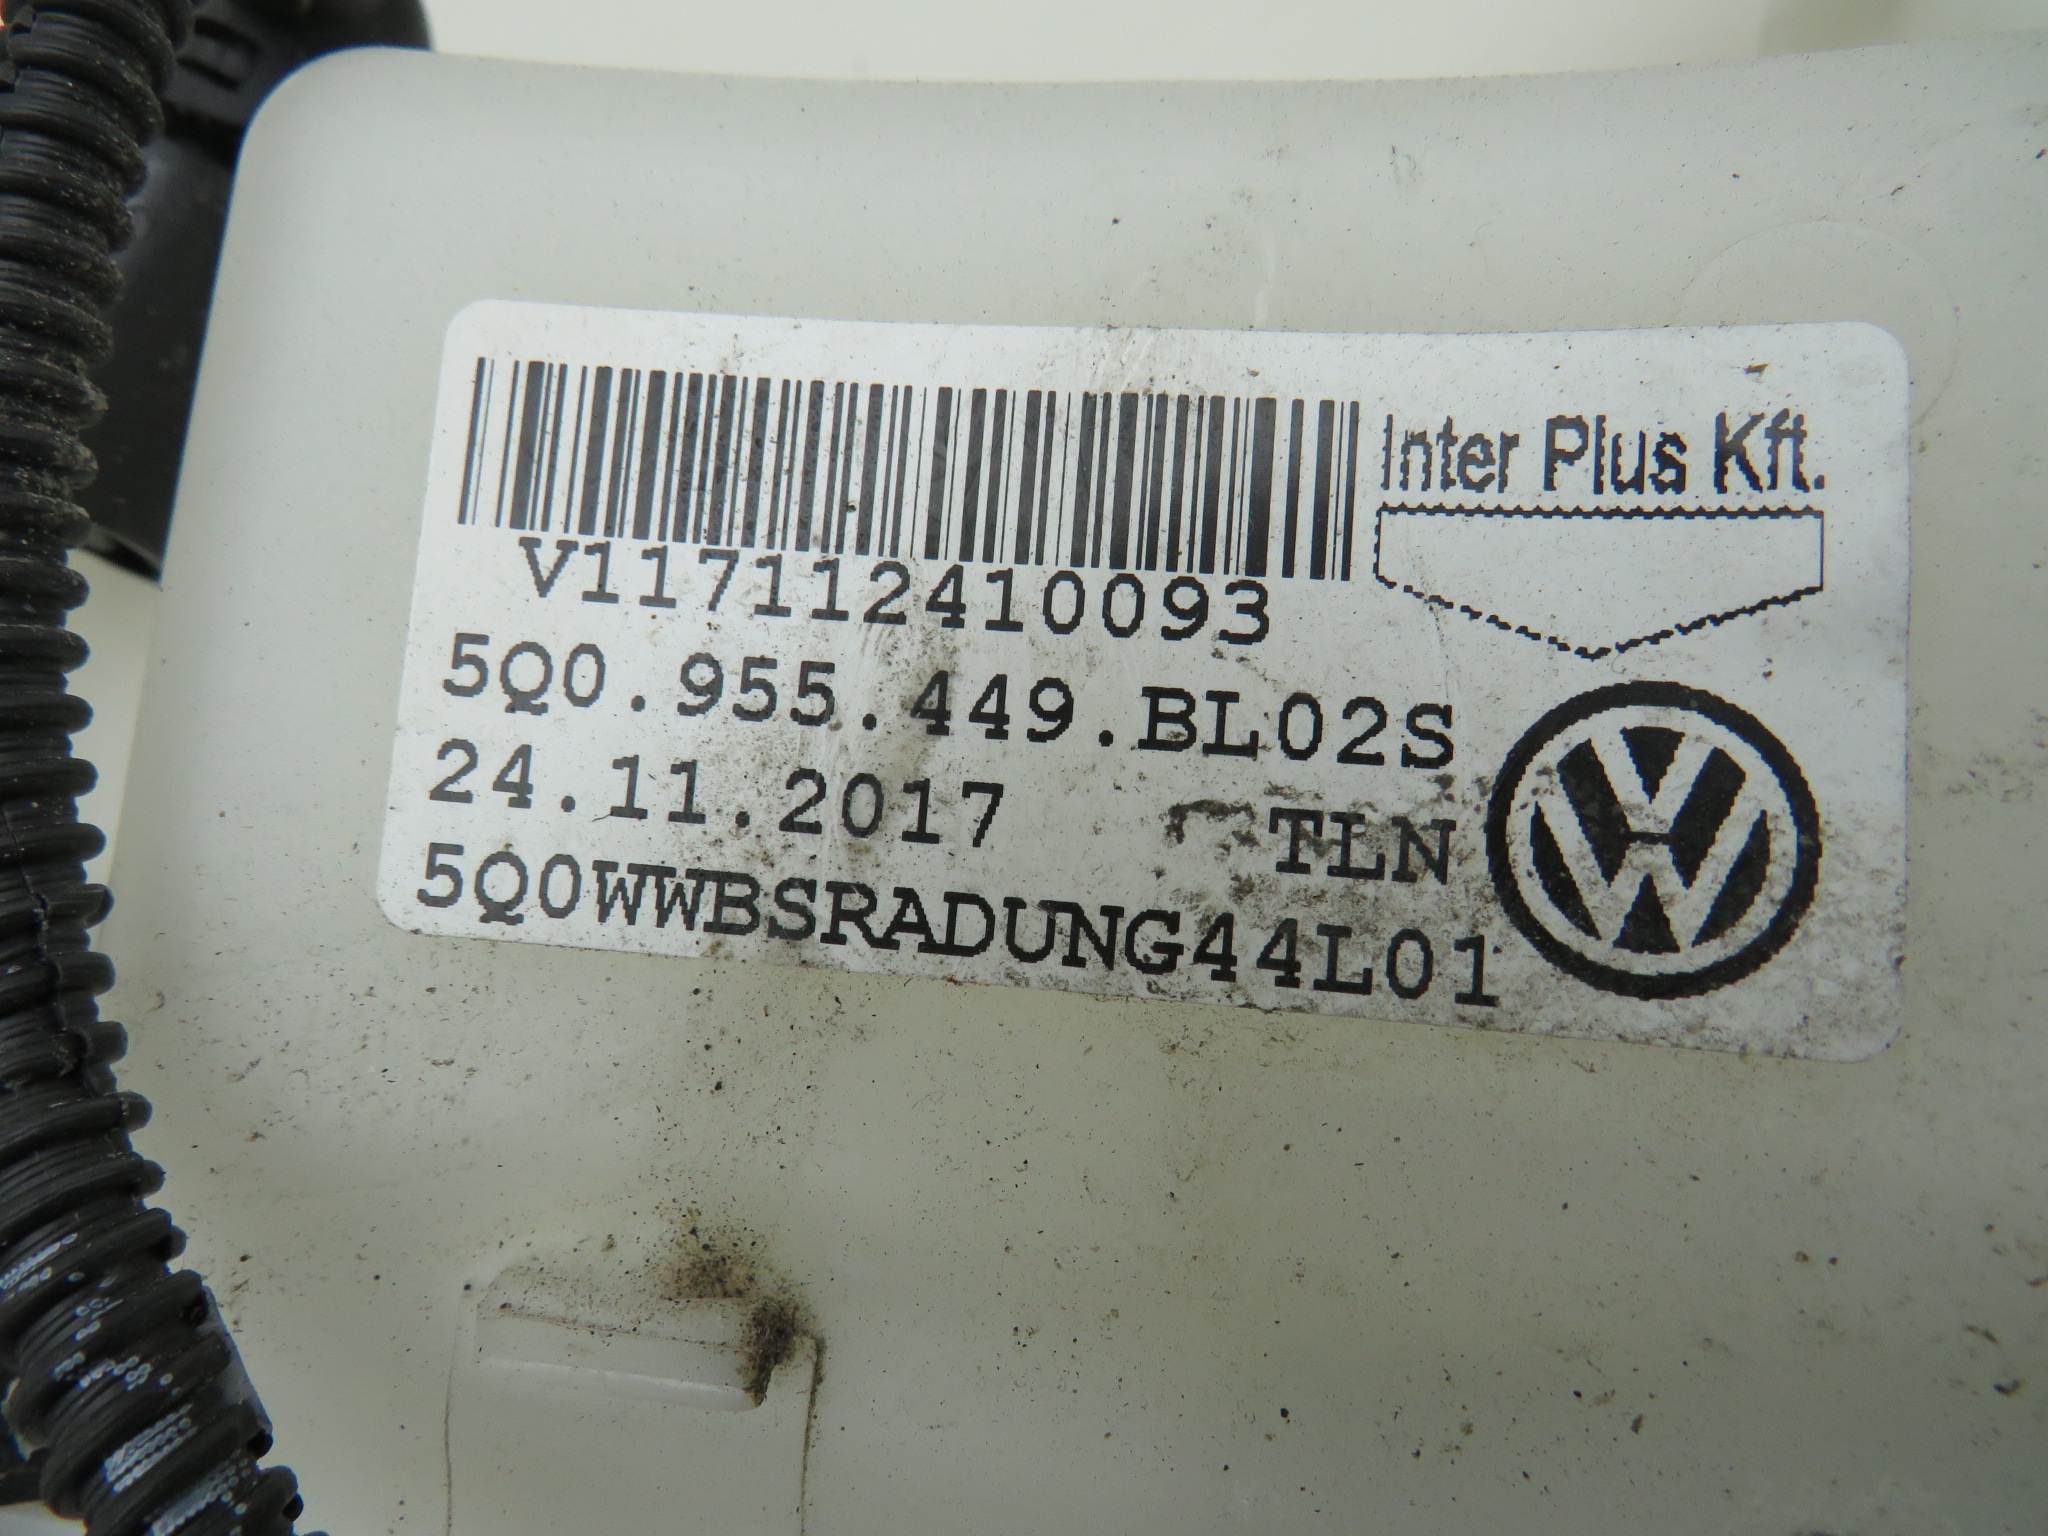 Inter Plus Kft.
V117112410093
5Q0.955.449.BL02S
24.11.2017 TLN
5Q0WWBSRADUNG44L01